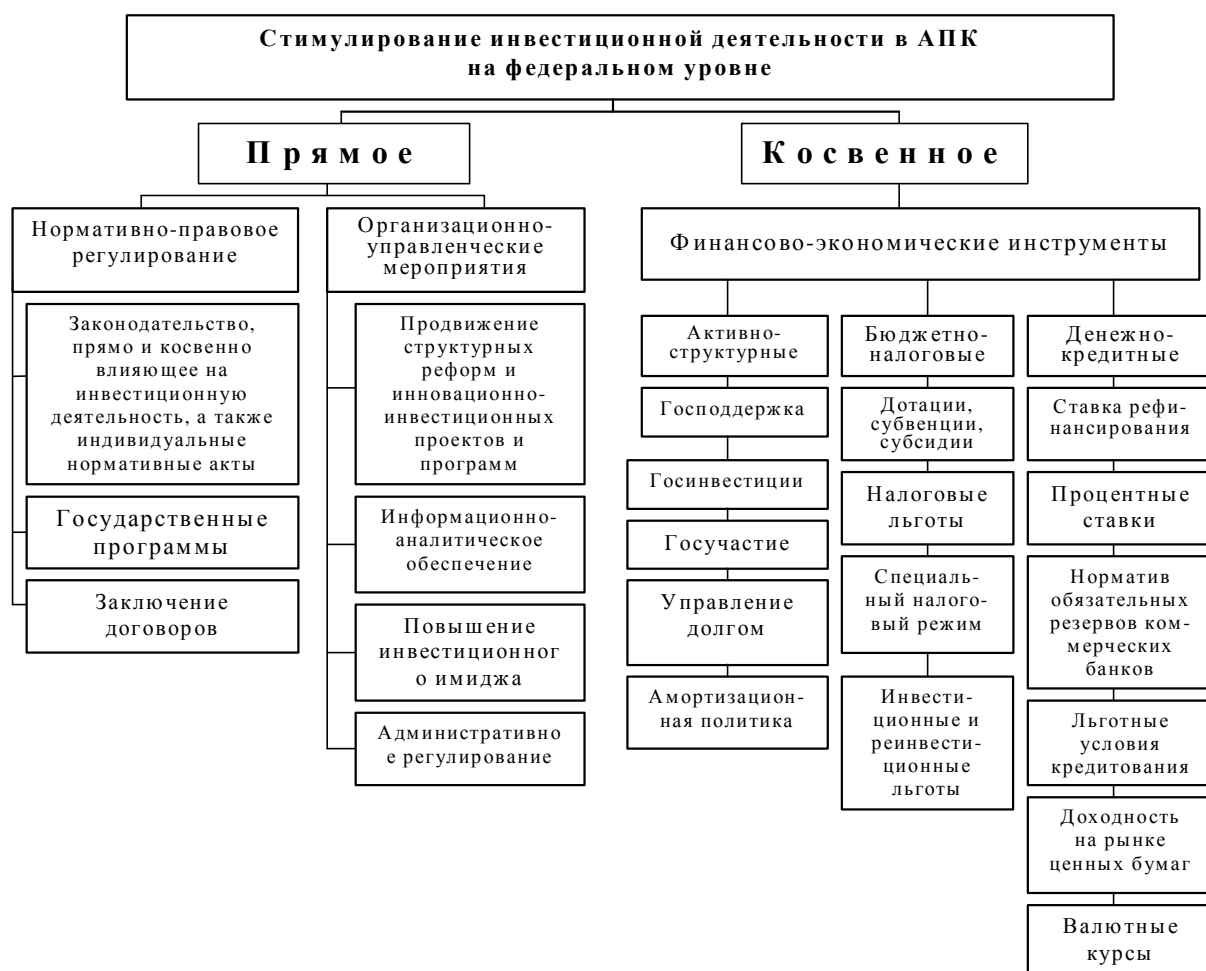 Стимулирование инвестиционной деятельности в АПК
на федеральном уровне
Прямое
Косвенное
Нормативно-правовое
регулирование
Организационно-
управленческие
мероприятия
Финансово-экономические инструменты
Законодательство,
прямо и косвенно
влияющее на
инвестиционную
деятельность, а также
индивидуальные
нормативные акты
Государственные
программы
Заключение
договоров
Продвижение
структурных
реформ и
инновационно-
инвестиционных
проектов и
программ
Информационно-
аналитическое
обеспечение
Повышение
инвестиционног
о имиджа
Административно
е регулирование
Активно-
структурные
Господдержка
Госинвестиции
Госучастие
Управление
долгом
Амортизацион-
ная политика
Бюджетно-
налоговые
Дотации,
субвенции,
субсидии
Налоговые
льготы
Специаль-
ный налого-
вый режим
Инвести-
ционные и
реинвести-
ционные
льготы
Денежно-
кредитные
Ставка рефи-
нансирования
Процентные
ставки
Норматив
обязательных
резервов ком-
мерческих
банков
Льготные
условия
кредитования
Доходность
на рынке
ценных бумаг
Валютные
курсы